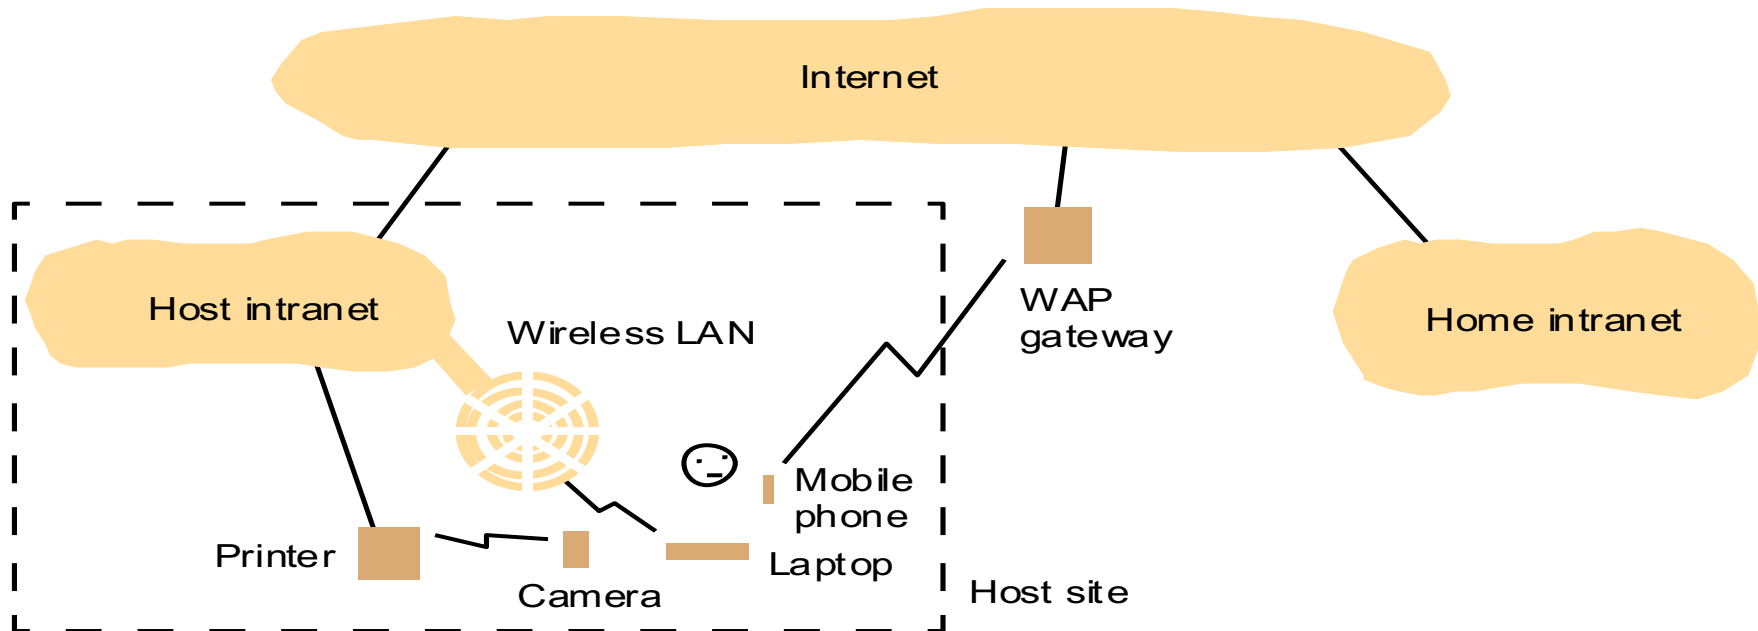 Internet
Host intranet
Wireless LAN
WAP
gateway
Home intranet
Mobile
phone
Printer
Laptop
Camera
Host site